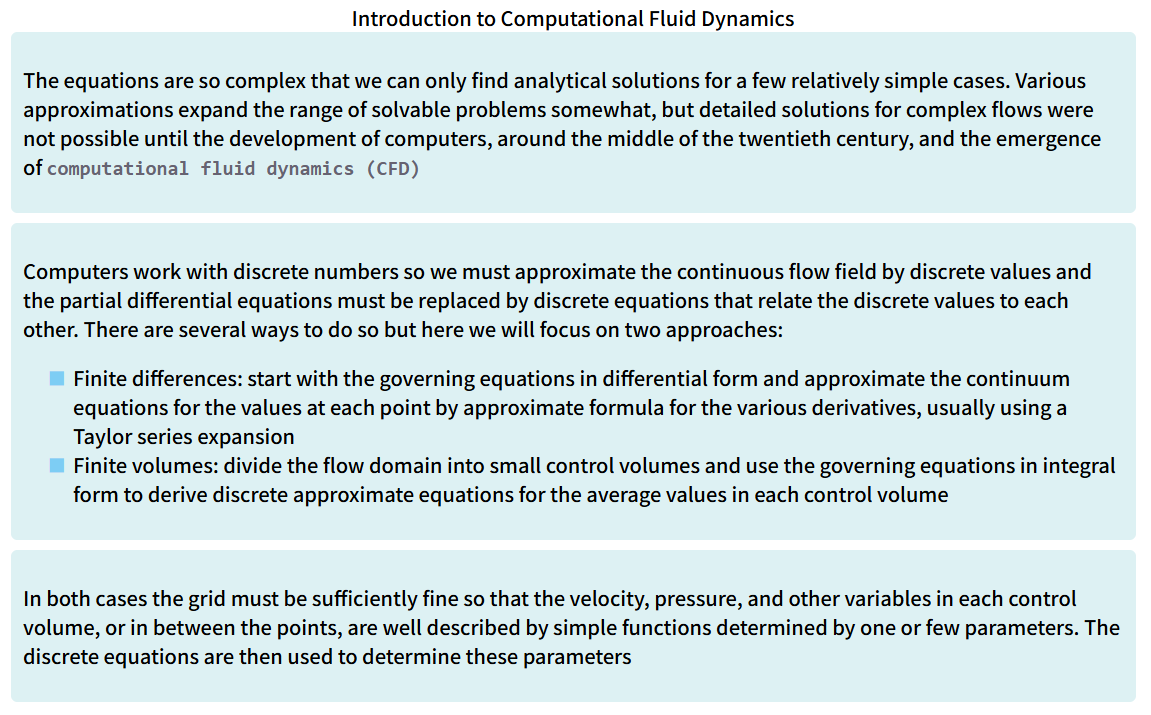 Introduction to Computational Fluid Dynamics
The equations are so complex that we can only find analytical solutions for a few relatively simple cases. Various
approximations expand the range of solvable problems somewhat, but detailed solutions for complex flows were
not possible until the development of computers, around the middle of the twentieth century, and the emergence
of computational fluid dynamics (CFD)
Computers work with discrete numbers so we must approximate the continuous flow field by discrete values and
the partial differential equations must be replaced by discrete equations that relate the discrete values to each
other. There are several ways to do so but here we will focus on two approaches:
Finite differences: start with the governing equations in differential form and approximate the continuum
equations for the values at each point by approximate formula for the various derivatives, usually using a
Taylor series expansion
Finite volumes: divide the flow domain into small control volumes and use the governing equations in integral
form to derive discrete approximate equations for the average values in each control volume
In both cases the grid must be sufficiently fine so that the velocity, pressure, and other variables in each control
volume, or in between the points, are well described by simple functions determined by one or few parameters. The
discrete equations are then used to determine these parameters